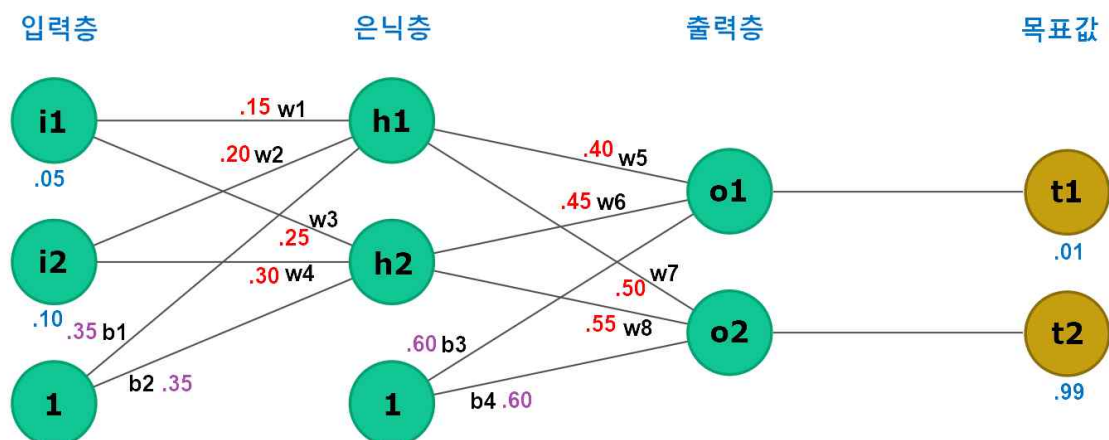 입력층 은닉층 출력층 목표값
i1 .15 w1 h1
.20 w2 .40 w5
.05 o1 t1
w3 .45 w6
.25 .01
i2 .30 w4 h2 w7
.50
.10 .55 w8 o2 t2
.35 b1 .60 b3
b2 .35 b4 .60 .99
1 1